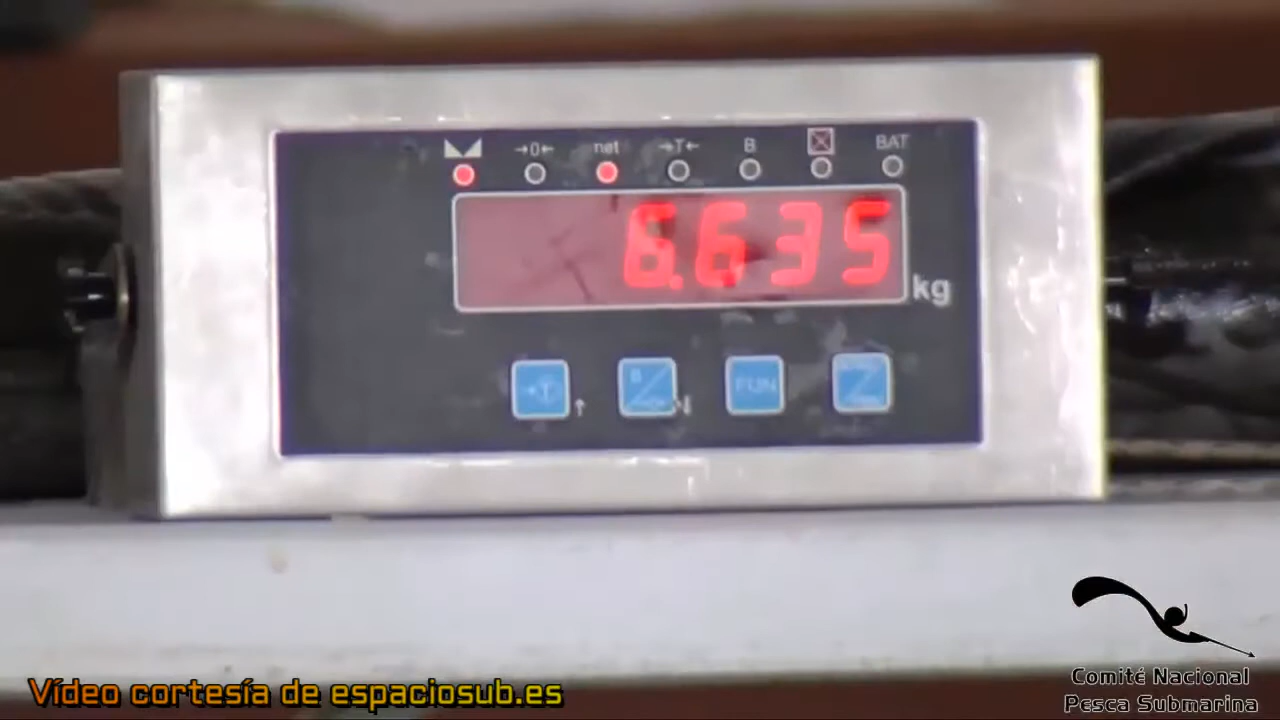 →0← net →T← B BAT
6.635
kg
→T← FUN
Vídeo cortesía de espaciosub.es
Comité Nacional
Pesca Submarina